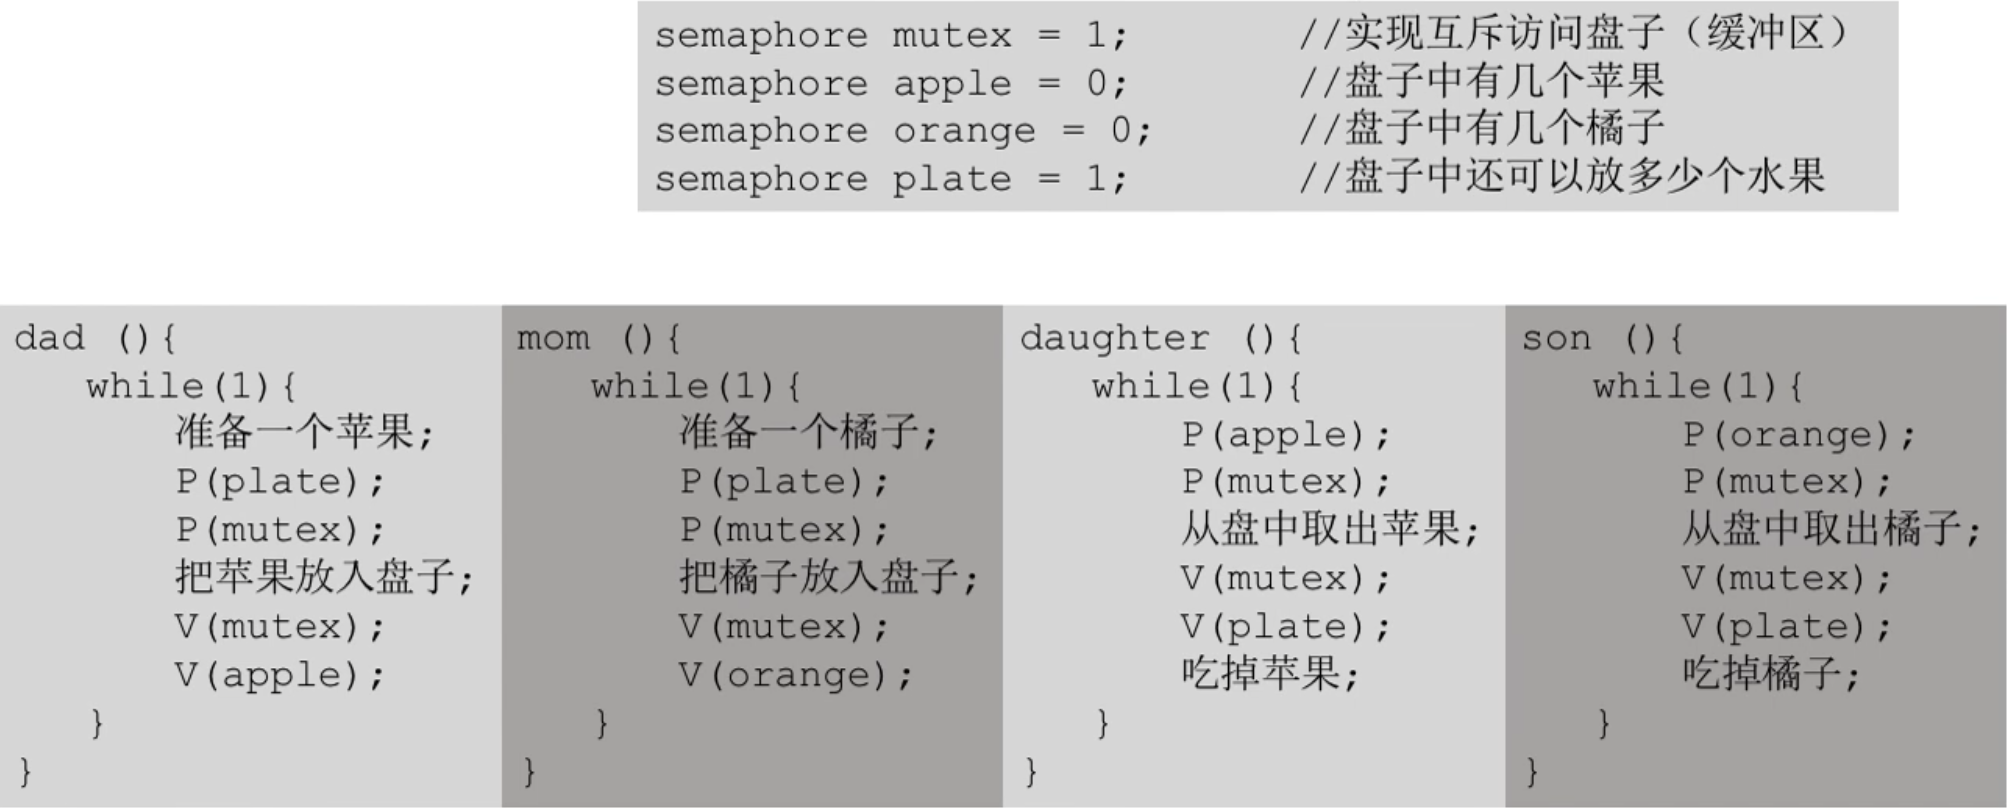 semaphore mutex = 1; //实现互斥访问盘子（缓冲区）
semaphore apple = 0; //盘子中有几个苹果
semaphore orange = 0; //盘子中有几个橘子
semaphore plate = 1; //盘子中还可以放多少个水果
dad (){
while(1){
准备一个苹果;
P(plate);
P(mutex);
把苹果放入盘子;
V(mutex);
V(apple);
}
}
mom (){
while(1){
准备一个橘子;
P(plate);
P(mutex);
把橘子放入盘子;
V(mutex);
V(orange);
}
}
daughter (){
while(1){
P(apple);
P(mutex);
从盘中取出苹果;
V(mutex);
V(plate);
吃掉苹果;
}
}
son (){
while(1){
P(orange);
P(mutex);
从盘中取出橘子;
V(mutex);
V(plate);
吃掉橘子;
}
}